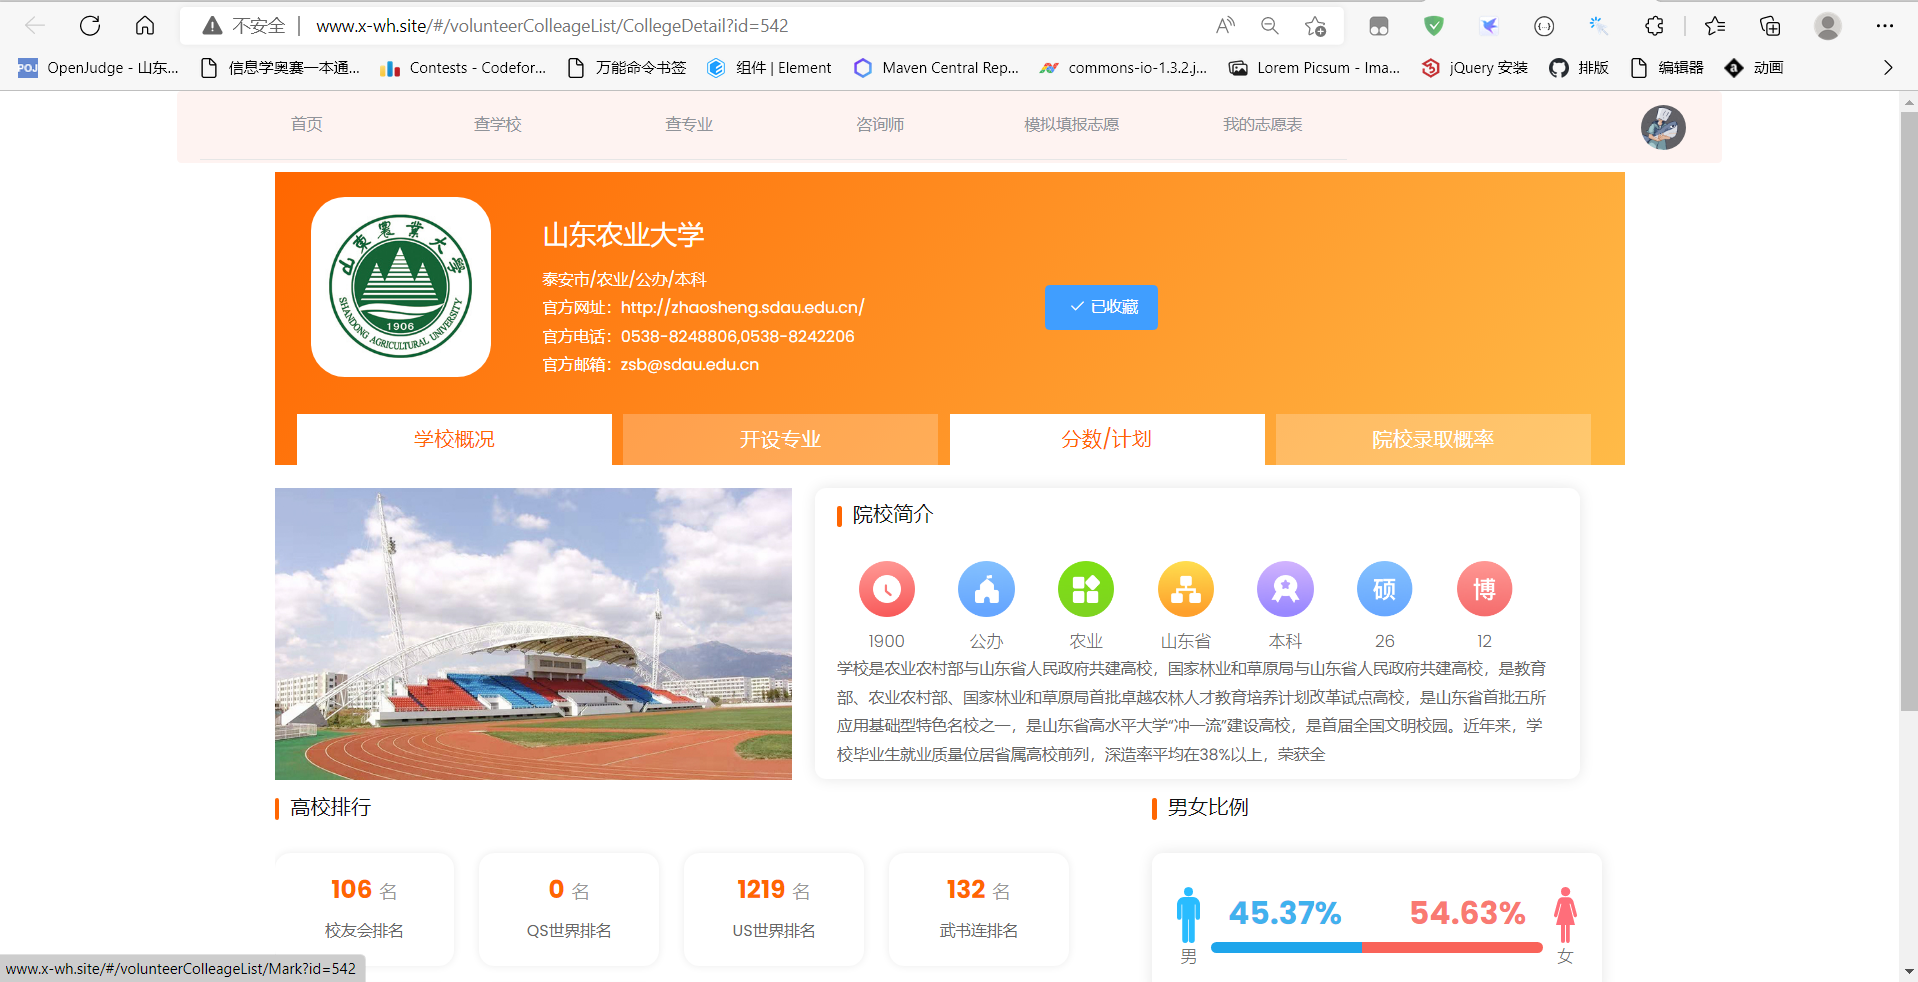 不安全 www.x-wh.site/#/volunteerColleageList/CollegeDetail?id=542
POJ OpenJudge - 山东... 信息学奥赛一本通... Contests - Codefor... 万能命令书签 组件 | Element Maven Central Rep... commons-io-1.3.2.j... Lorem Picsum - Ima... jQuery 安装 排版 编辑器 动画
首页 查学校 查专业 咨询师 模拟填报志愿 我的志愿表
山東農業大学
1906
SHANDONG AGRICULTURAL UNIVERSITY
山东农业大学
泰安市/农业/公办/本科
官方网址：http://zhaosheng.sdau.edu.cn/
官方电话：0538-8248806,0538-8242206
官方邮箱：zsb@sdau.edu.cn
已收藏
学校概况 开设专业 分数/计划 院校录取概率
院校简介
硕 博
1900 公办 农业 山东省 本科 26 12
学校是农业农村部与山东省人民政府共建高校，国家林业和草原局与山东省人民政府共建高校，是教育
部、农业农村部、国家林业和草原局首批卓越农林人才教育培养计划改革试点高校，是山东省首批五所
应用基础型特色名校之一，是山东省高水平大学“冲一流”建设高校，是首届全国文明校园。近年来，学
校毕业生就业质量位居省属高校前列，深造率平均在38%以上，荣获全
高校排行
106 名 0 名 1219 名 132 名
校友会排名 QS世界排名 US世界排名 武书连排名
男女比例
45.37% 54.63%
男 女
www.x-wh.site/#/volunteerColleageList/Mark?id=542